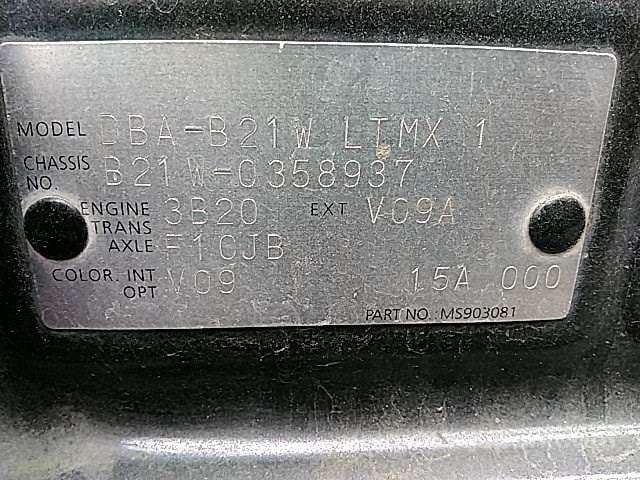 MODEL DBA-B21W LTMX 1
CHASSIS NO. B21W-0358937
ENGINE 3B20 EXT V09A
TRANS AXLE F1CJB
COLOR. INT OPT V09 15A 000
PART NO.: MS903081